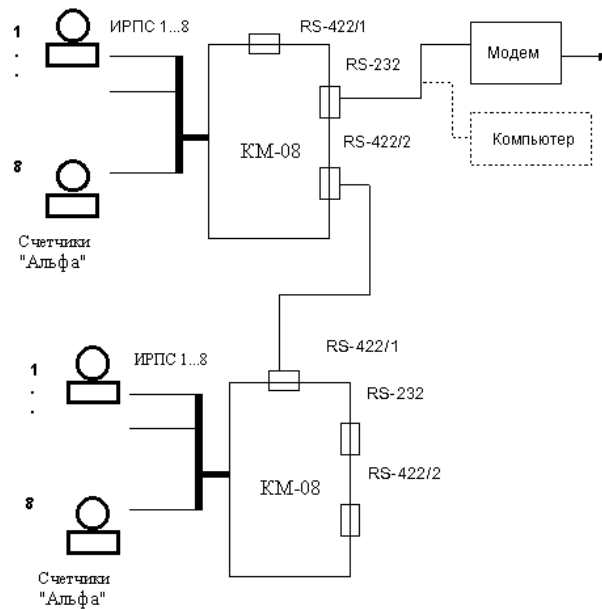 1
.
.
8
ИРПС 1...8
Счетчики
"Альфа"
КМ-08
RS-422/1
RS-232
RS-422/2
Модем
Компьютер
1
.
.
8
ИРПС 1...8
Счетчики
"Альфа"
КМ-08
RS-422/1
RS-232
RS-422/2